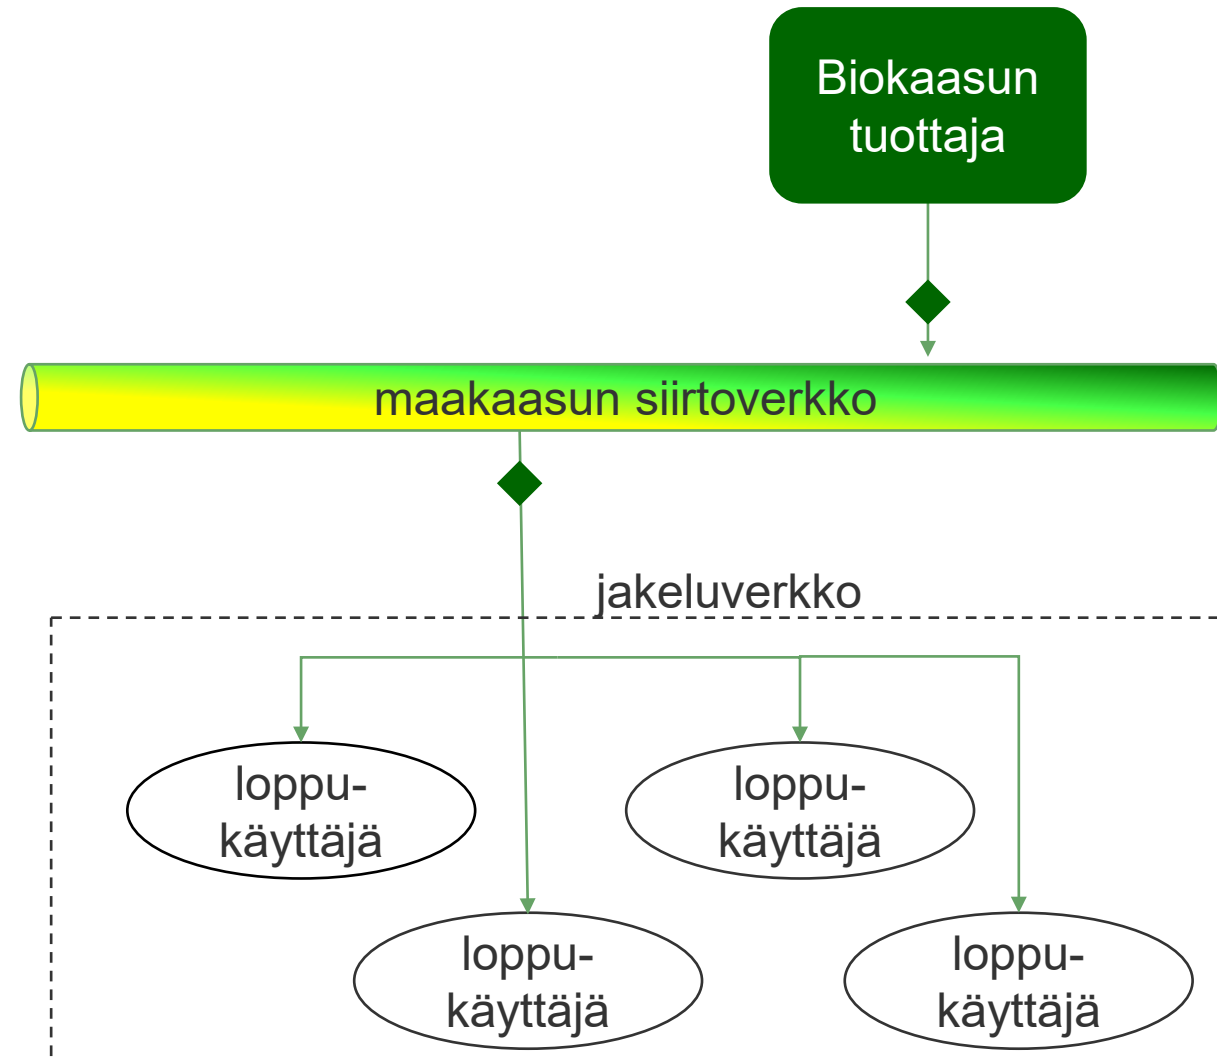 Biokaasun
tuottaja
maakaasun siirtoverkko
jakeluverkko
loppu-
käyttäjä
loppu-
käyttäjä
loppu-
käyttäjä
loppu-
käyttäjä